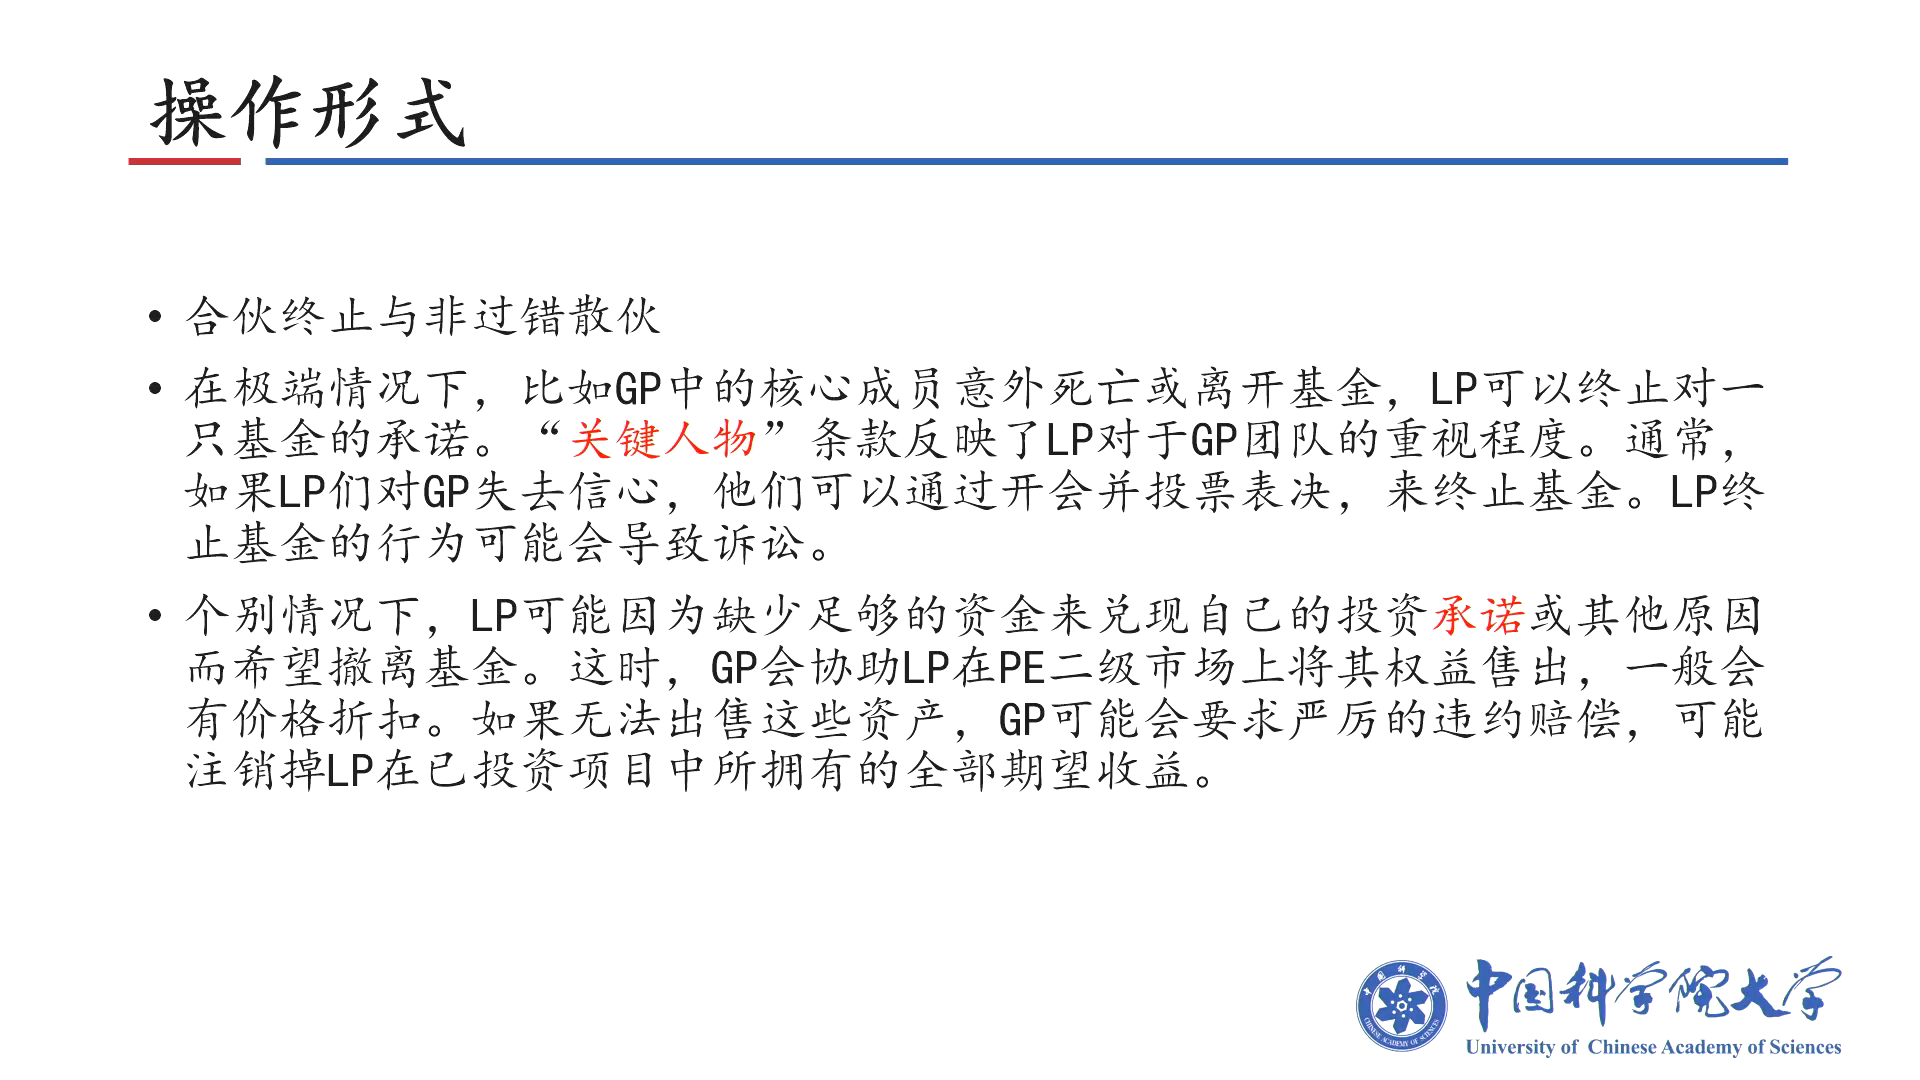 操作形式
• 合伙终止与非过错散伙
• 在极端情况下，比如GP中的核心成员意外死亡或离开基金，LP可以终止对一
只基金的承诺。“关键人物”条款反映了LP对于GP团队的重视程度。通常，
如果LP们对GP失去信心，他们可以通过开会并投票表决，来终止基金。LP终
止基金的行为可能会导致诉讼。
• 个别情况下，LP可能因为缺少足够的资金来兑现自己的投资承诺或其他原因
而希望撤离基金。这时，GP会协助LP在PE二级市场上将其权益售出，一般会
有价格折扣。如果无法出售这些资产，GP可能会要求严厉的违约赔偿，可能
注销掉LP在已投资项目中所拥有的全部期望收益。
中国科学院
CHINESE ACADEMY OF SCIENCES
中国科学院大学
University of Chinese Academy of Sciences